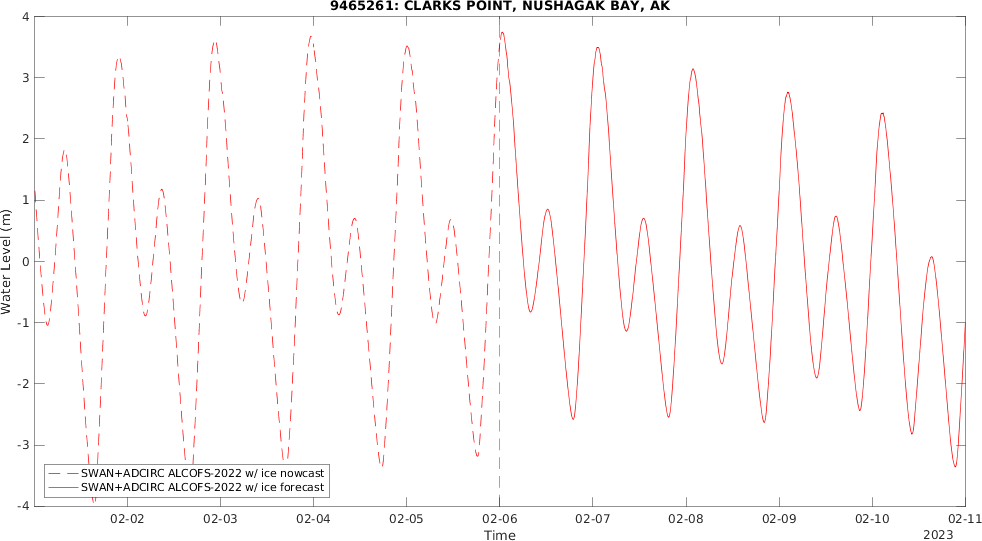 9465261: CLARKS POINT, NUSHAGAK BAY, AK
Water Level (m)
4
3
2
1
0
-1
-2
-3
-4
SWAN+ADCIRC ALCOFS-2022 w/ ice nowcast
SWAN+ADCIRC ALCOFS-2022 w/ ice forecast
02-02 02-03 02-04 02-05 02-06 02-07 02-08 02-09 02-10 02-11
Time
2023